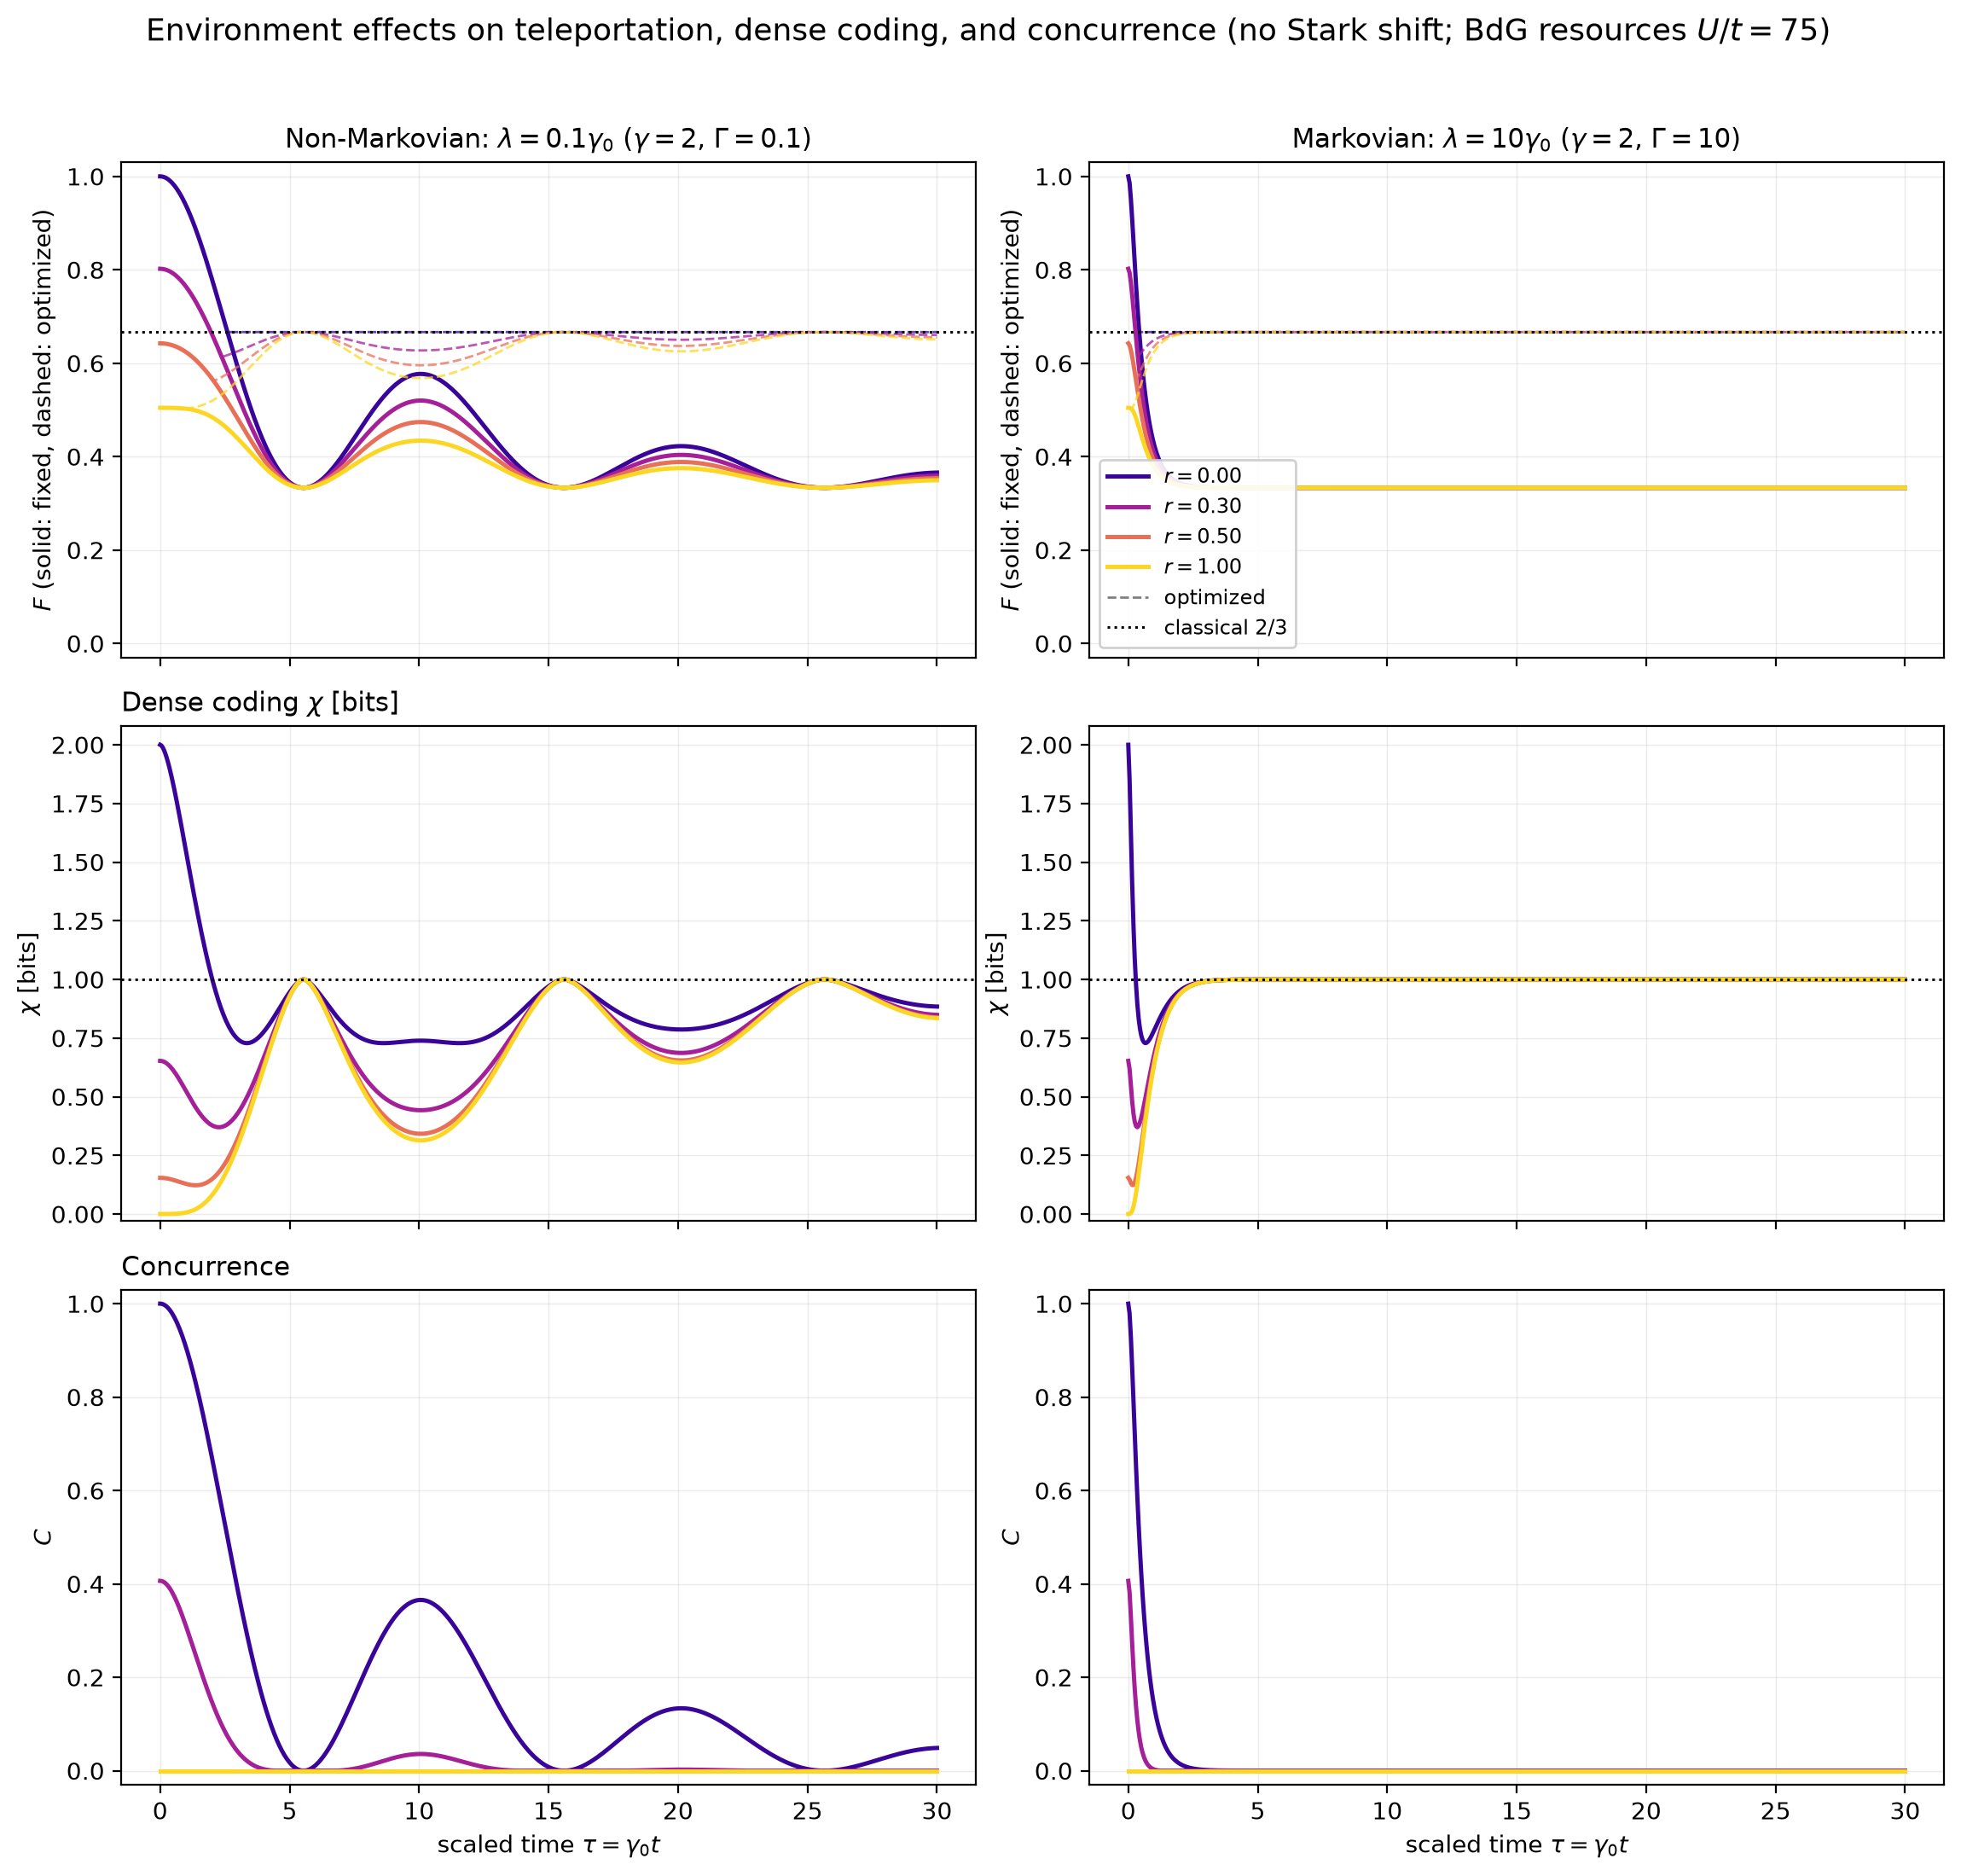 Environment effects on teleportation, dense coding, and concurrence (no Stark shift; BdG resources U/t = 75)
Non-Markovian: λ = 0.1γ₀ (γ = 2, Γ = 0.1)
F (solid: fixed, dashed: optimized)
1.0
0.8
0.6
0.4
0.2
0.0
Markovian: λ = 10γ₀ (γ = 2, Γ = 10)
F (solid: fixed, dashed: optimized)
1.0
0.8
0.6
0.4
0.2
0.0
r = 0.00
r = 0.30
r = 0.50
r = 1.00
optimized
classical 2/3
Dense coding χ [bits]
χ [bits]
2.00
1.75
1.50
1.25
1.00
0.75
0.50
0.25
0.00
χ [bits]
2.00
1.75
1.50
1.25
1.00
0.75
0.50
0.25
0.00
Concurrence
C
1.0
0.8
0.6
0.4
0.2
0.0
0 5 10 15 20 25 30
scaled time τ = γ₀t
C
1.0
0.8
0.6
0.4
0.2
0.0
0 5 10 15 20 25 30
scaled time τ = γ₀t